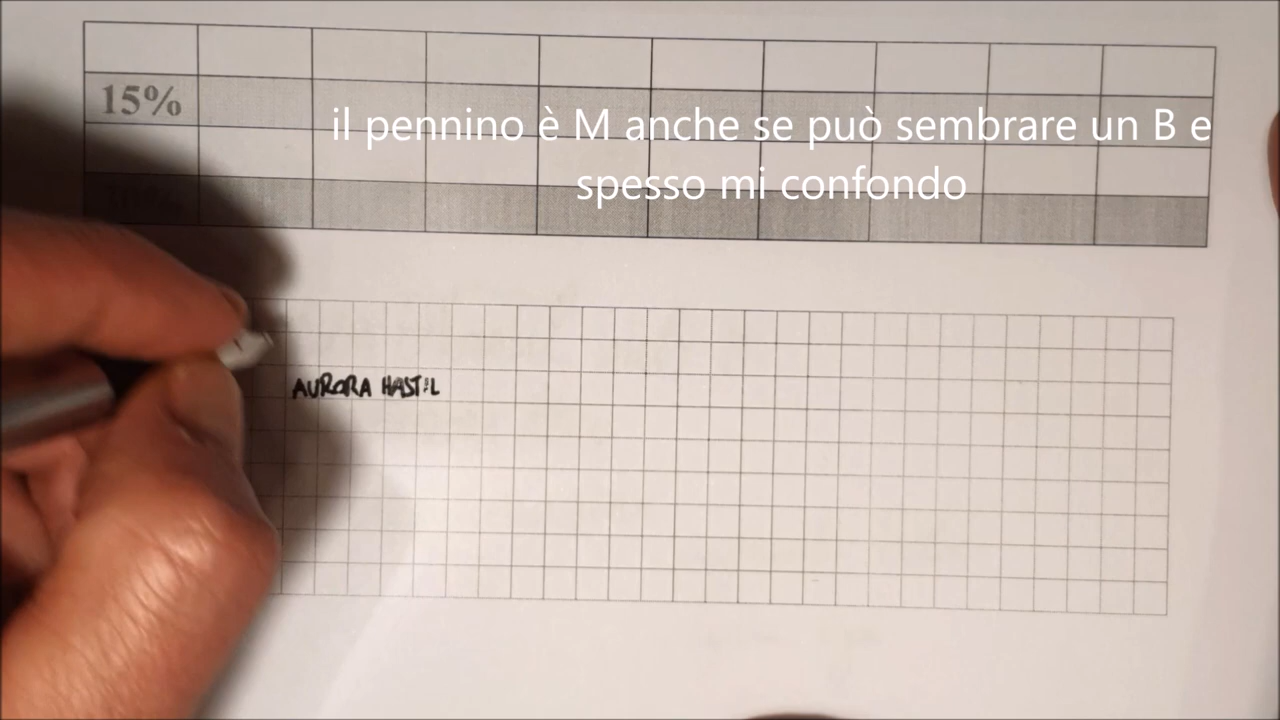 15%
il pennino è M anche se può sembrare un B e
spesso mi confondo
AURORA HASTIL